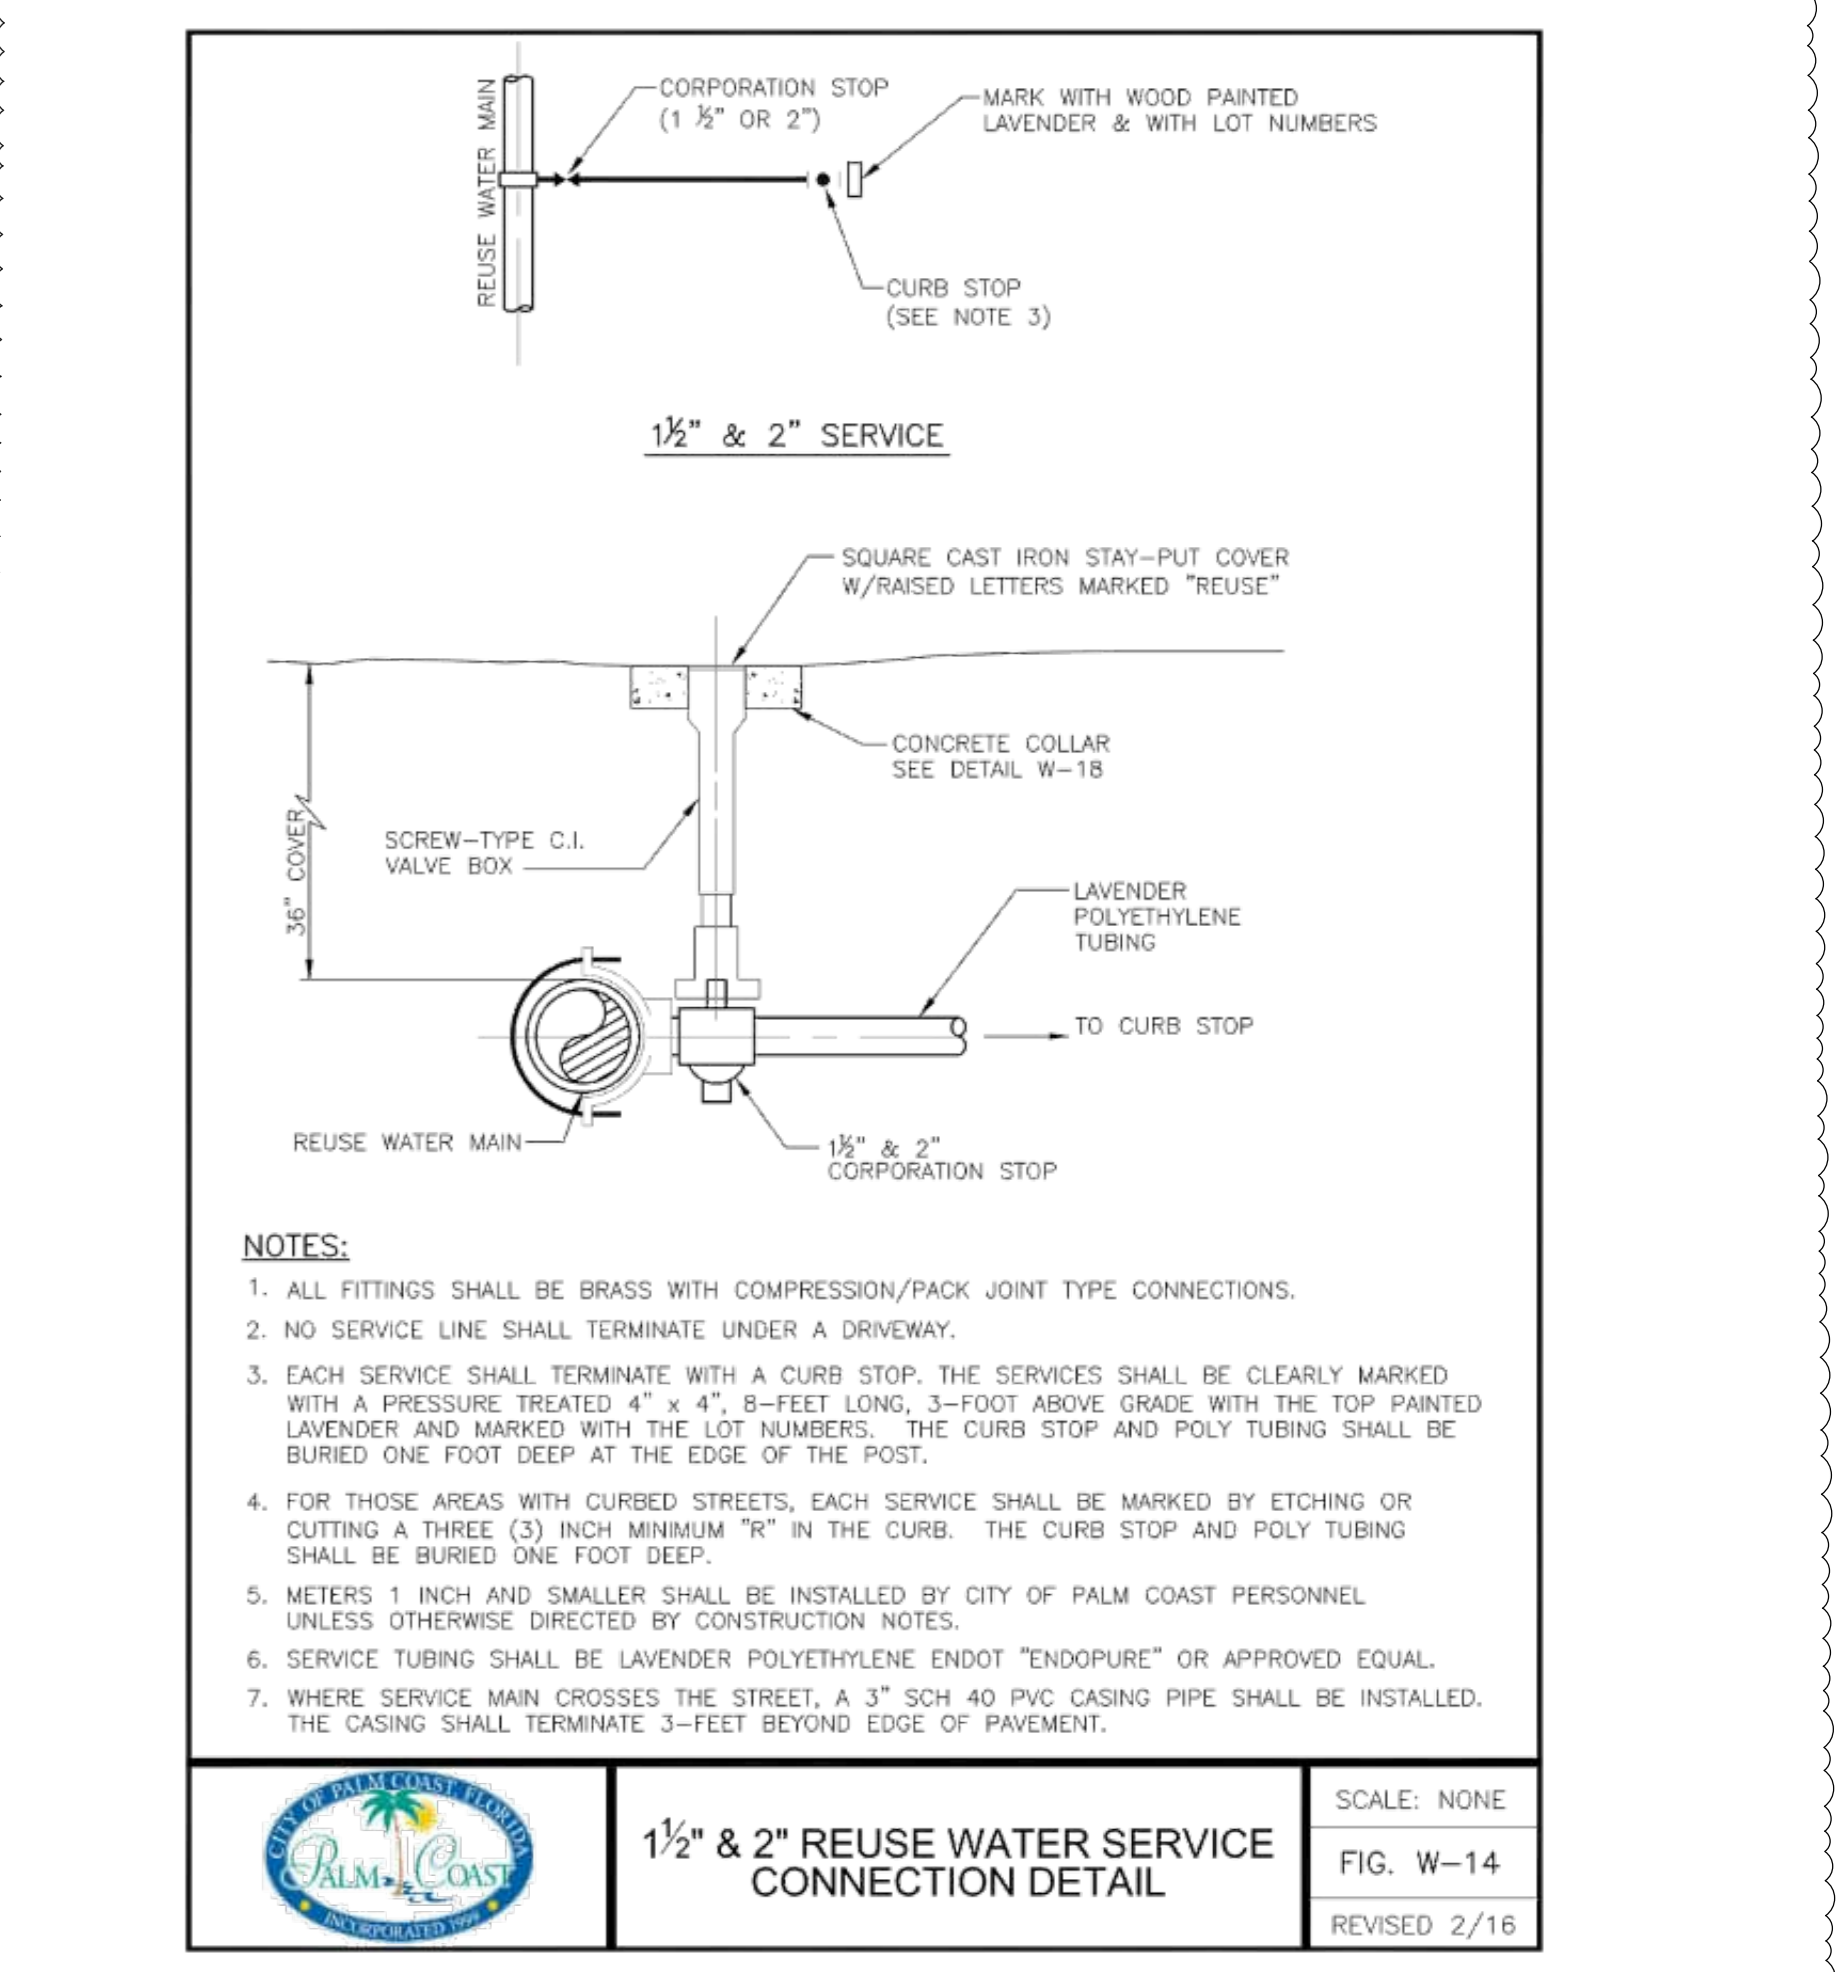 REUSE WATER MAIN
CORPORATION STOP
(1 ½" OR 2")
MARK WITH WOOD PAINTED
LAVENDER & WITH LOT NUMBERS
CURB STOP
(SEE NOTE 3)
1½" & 2" SERVICE
SQUARE CAST IRON STAY-PUT COVER
W/RAISED LETTERS MARKED "REUSE"
CONCRETE COLLAR
SEE DETAIL W-18
36" COVER
SCREW-TYPE C.I.
VALVE BOX
LAVENDER
POLYETHYLENE
TUBING
TO CURB STOP
REUSE WATER MAIN
1½" & 2"
CORPORATION STOP
NOTES:
1. ALL FITTINGS SHALL BE BRASS WITH COMPRESSION/PACK JOINT TYPE CONNECTIONS.
2. NO SERVICE LINE SHALL TERMINATE UNDER A DRIVEWAY.
3. EACH SERVICE SHALL TERMINATE WITH A CURB STOP. THE SERVICES SHALL BE CLEARLY MARKED
WITH A PRESSURE TREATED 4" x 4", 8-FEET LONG, 3-FOOT ABOVE GRADE WITH THE TOP PAINTED
LAVENDER AND MARKED WITH THE LOT NUMBERS. THE CURB STOP AND POLY TUBING SHALL BE
BURIED ONE FOOT DEEP AT THE EDGE OF THE POST.
4. FOR THOSE AREAS WITH CURBED STREETS, EACH SERVICE SHALL BE MARKED BY ETCHING OR
CUTTING A THREE (3) INCH MINIMUM "R" IN THE CURB. THE CURB STOP AND POLY TUBING
SHALL BE BURIED ONE FOOT DEEP.
5. METERS 1 INCH AND SMALLER SHALL BE INSTALLED BY CITY OF PALM COAST PERSONNEL
UNLESS OTHERWISE DIRECTED BY CONSTRUCTION NOTES.
6. SERVICE TUBING SHALL BE LAVENDER POLYETHYLENE ENDOT "ENDOPURE" OR APPROVED EQUAL.
7. WHERE SERVICE MAIN CROSSES THE STREET, A 3" SCH 40 PVC CASING PIPE SHALL BE INSTALLED.
THE CASING SHALL TERMINATE 3-FEET BEYOND EDGE OF PAVEMENT.
CITY OF PALM COAST, FLORIDA
PALM COAST
INCORPORATED 1999
1½" & 2" REUSE WATER SERVICE
CONNECTION DETAIL
SCALE: NONE
FIG. W-14
REVISED 2/16